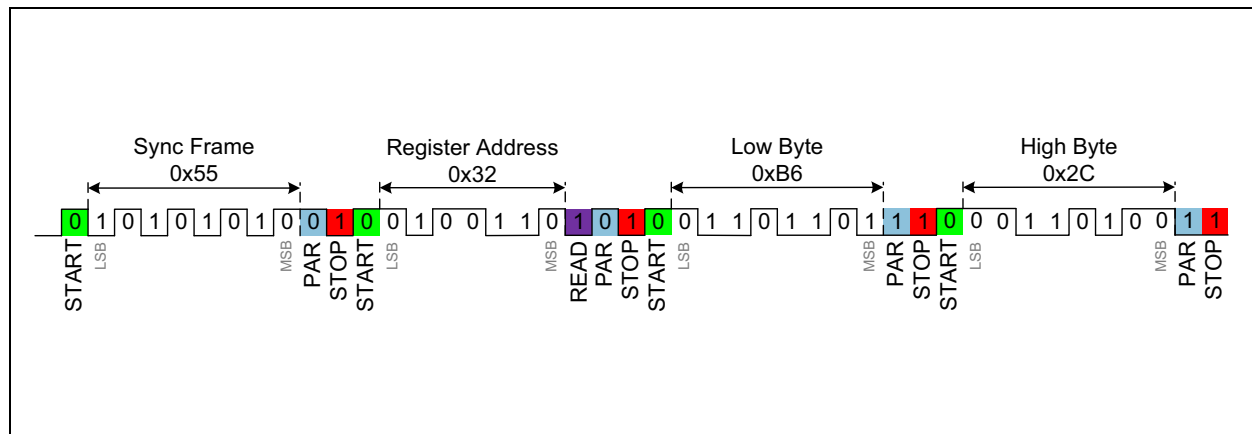 Sync Frame
0x55
Register Address
0x32
Low Byte
0xB6
High Byte
0x2C
0 1 0 1 0 1 0 1 0 0 1 0 0 1 0 0 1 1 0 1 0 1 0 0 1 1 0 1 1 0 1 1 1 0 0 0 1 1 0 1 0 0 1 1
START
LSB
MSB
PAR
STOP
START
LSB
MSB
READ
PAR
STOP
START
LSB
MSB
PAR
STOP
START
LSB
MSB
PAR
STOP